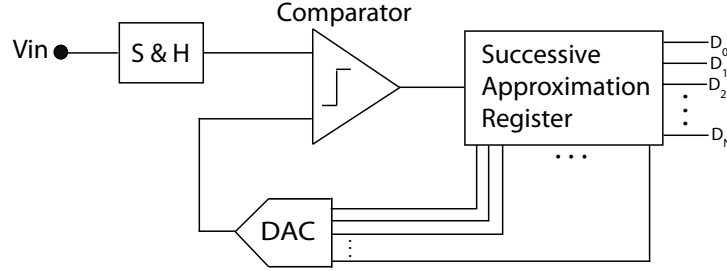 Comparator
Vin
S & H
Successive
Approximation
Register
D0
D1
D2
DN
DAC